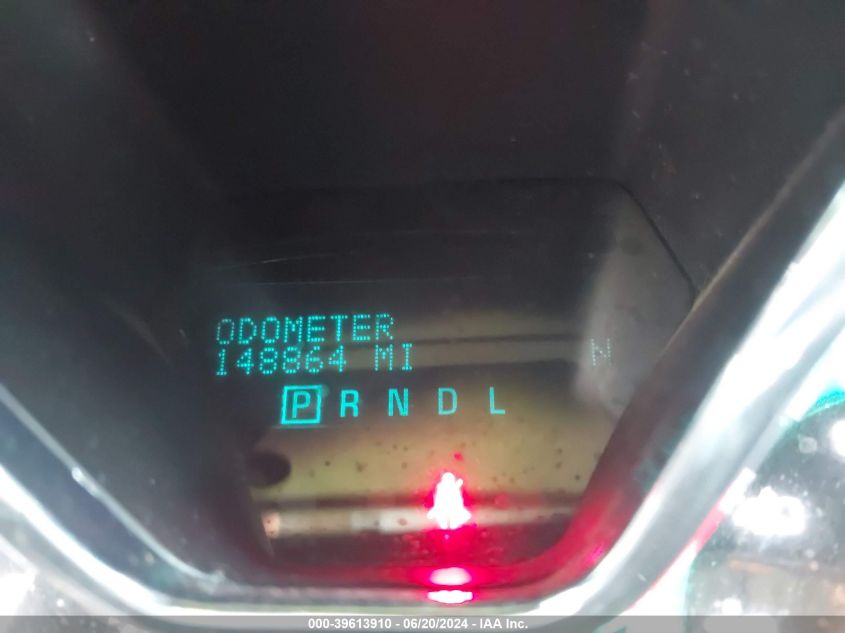 ODOMETER
148864 MI N
P R N D L
000-39613910 - 06/20/2024 - IAA Inc.